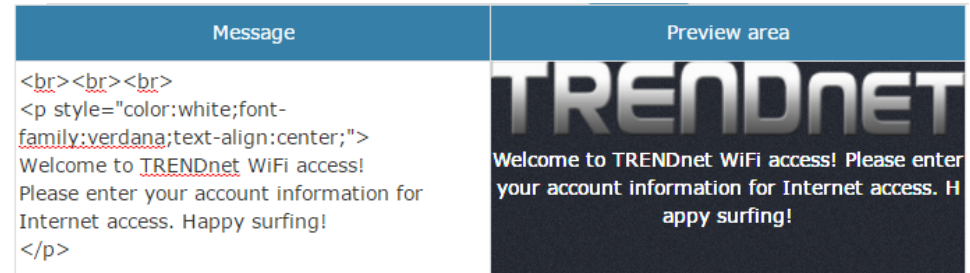 Message
Preview area
<br><br><br>
<p style="color:white;font-
family:verdana;text-align:center;">
Welcome to TRENDnet WiFi access!
Please enter your account information for
Internet access. Happy surfing!
</p>
TRENDNET
Welcome to TRENDnet WiFi access! Please enter
your account information for Internet access. H
appy surfing!